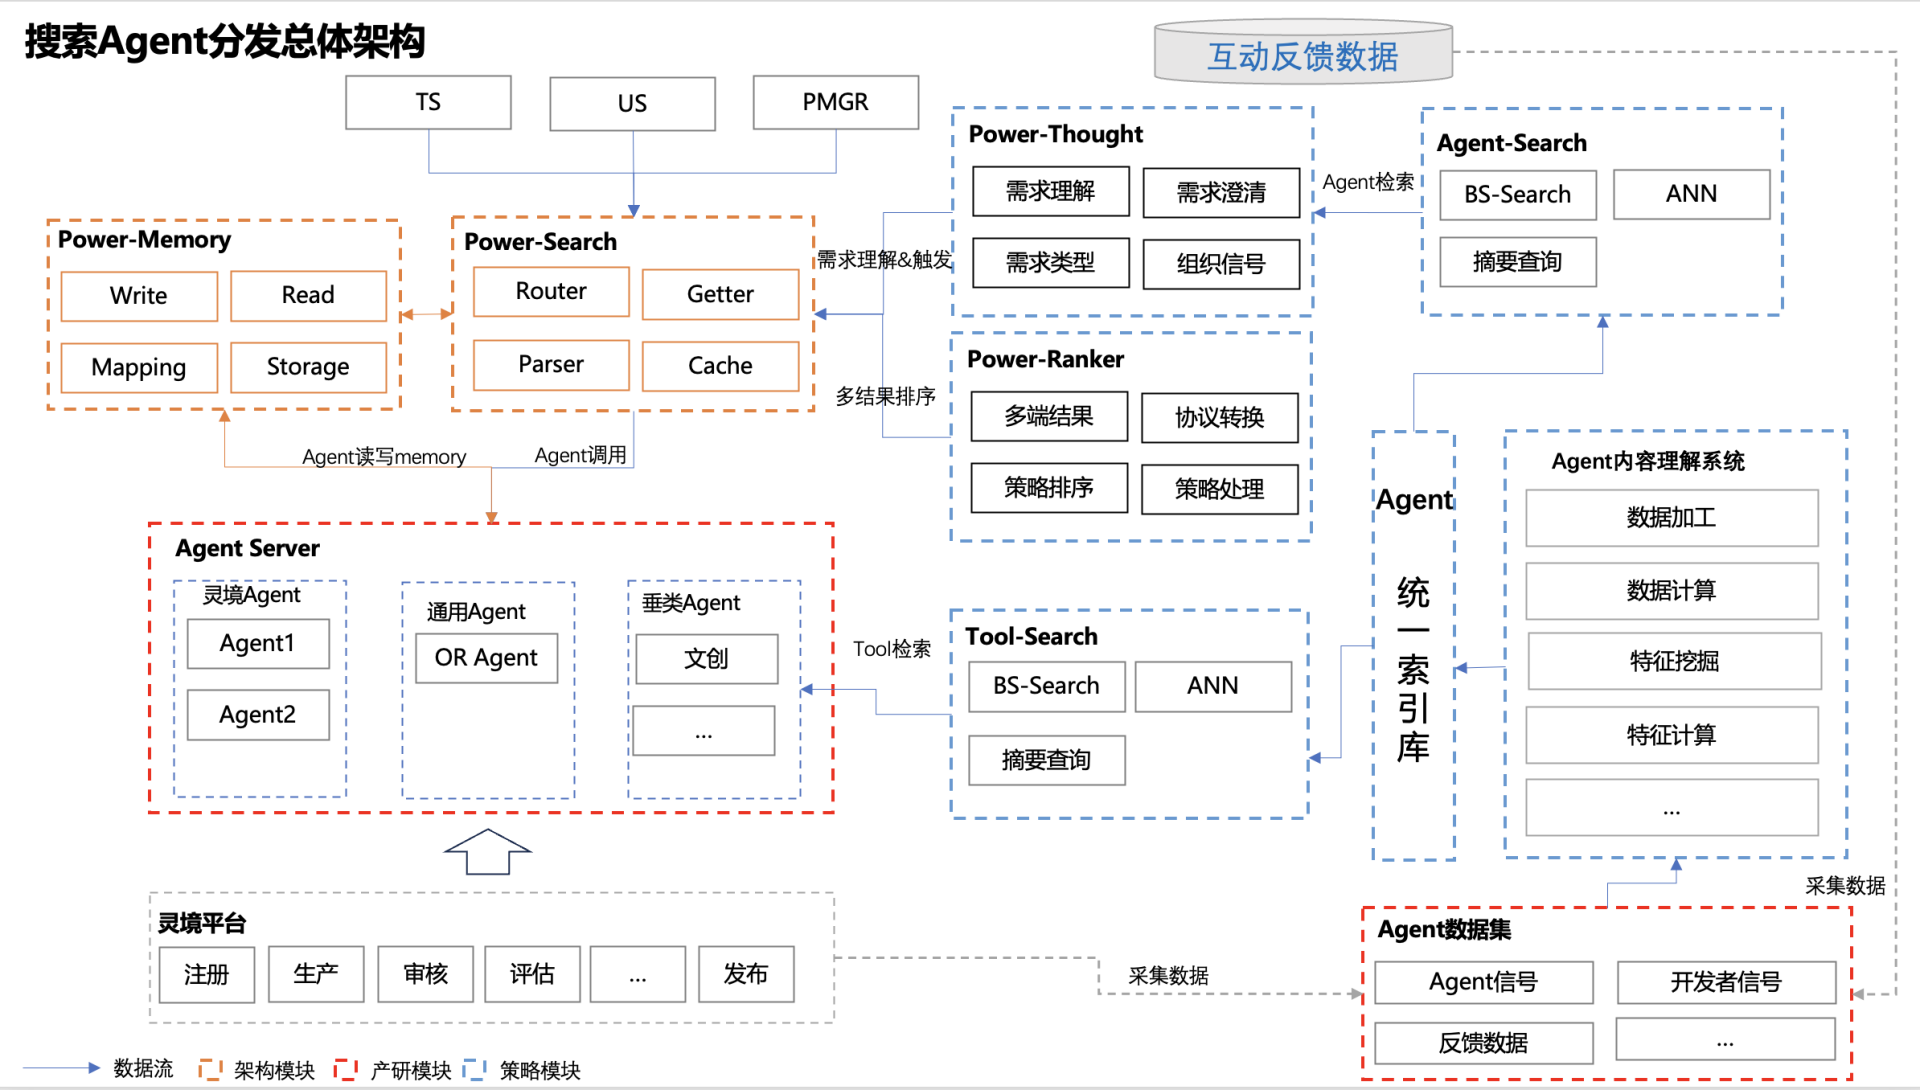 搜索Agent分发总体架构
互动反馈数据
TS
US
PMGR
Power-Memory
Write
Read
Mapping
Storage
Power-Search
Router
Getter
Parser
Cache
需求理解&触发
多结果排序
Power-Thought
需求理解
需求澄清
需求类型
组织信号
Agent检索
Agent-Search
BS-Search
ANN
摘要查询
Power-Ranker
多端结果
协议转换
策略排序
策略处理
Agent读写memory
Agent调用
Agent Server
灵境Agent
Agent1
Agent2
通用Agent
OR Agent
垂类Agent
文创
...
Tool检索
Tool-Search
BS-Search
ANN
摘要查询
Agent
统
一
索
引
库
Agent内容理解系统
数据加工
数据计算
特征挖掘
特征计算
...
灵境平台
注册
生产
审核
评估
...
发布
采集数据
采集数据
Agent数据集
Agent信号
开发者信号
反馈数据
...
数据流
架构模块
产研模块
策略模块